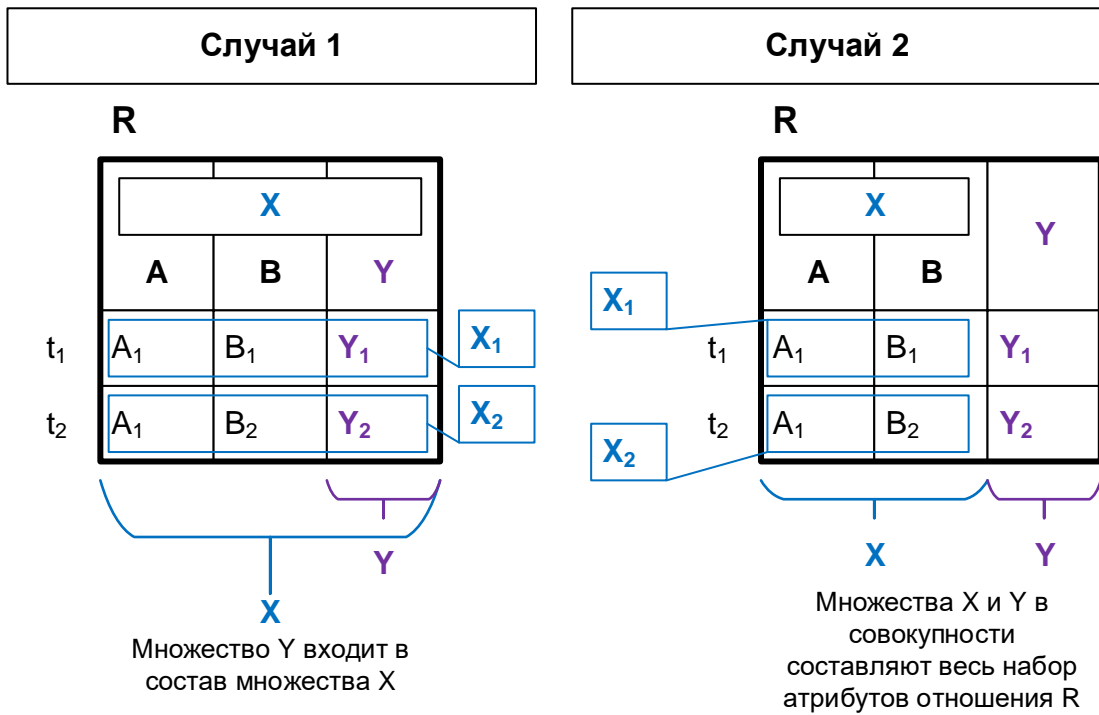 Случай 1
R
X
A B Y
t1 A1 B1 Y1 X1
t2 A1 B2 Y2 X2
Y
X
Множество Y входит в
состав множества X
Случай 2
R
X
Y
A B
X1
t1 A1 B1 Y1
t2 A1 B2 Y2
X2
X Y
Множества X и Y в
совокупности
составляют весь набор
атрибутов отношения R